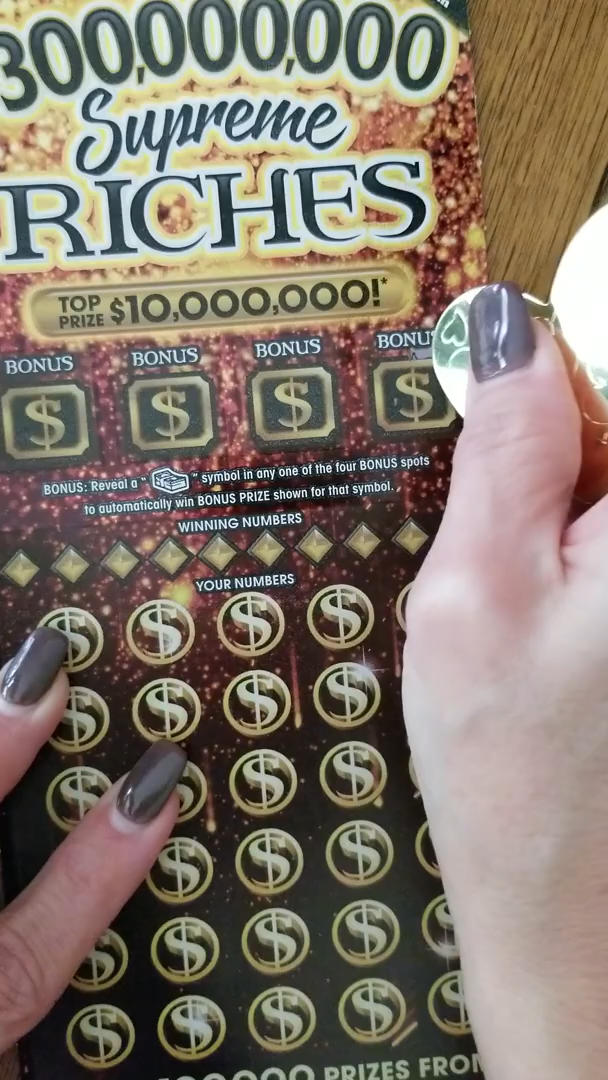 300,000,000
Supreme
RICHES
TOP PRIZE $10,000,000!*
BONUS BONUS BONUS BONUS
$ $ $ $
BONUS: Reveal a " " symbol in any one of the four BONUS spots
to automatically win BONUS PRIZE shown for that symbol.
WINNING NUMBERS
YOUR NUMBERS
$ $ $ $
$ $ $ $
$ $ $ $
$ $ $ $
$ $ $ $
$ $ $ $ $
PRIZES FROM